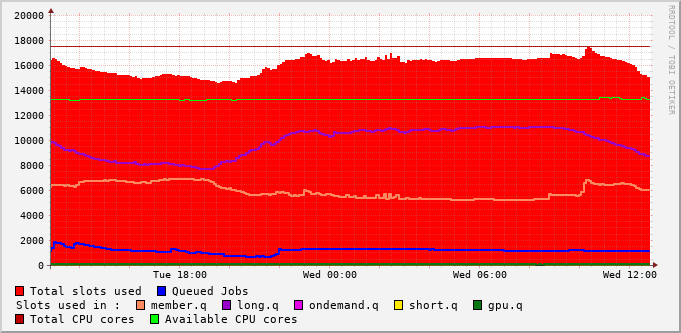 20000
18000
16000
14000
12000
10000
8000
6000
4000
2000
0
Tue 18:00 Wed 00:00 Wed 06:00 Wed 12:00
RRDTOOL / TOBI OETIKER
Total slots used Queued Jobs
Slots used in : member.q long.q ondemand.q short.q gpu.q
Total CPU cores Available CPU cores